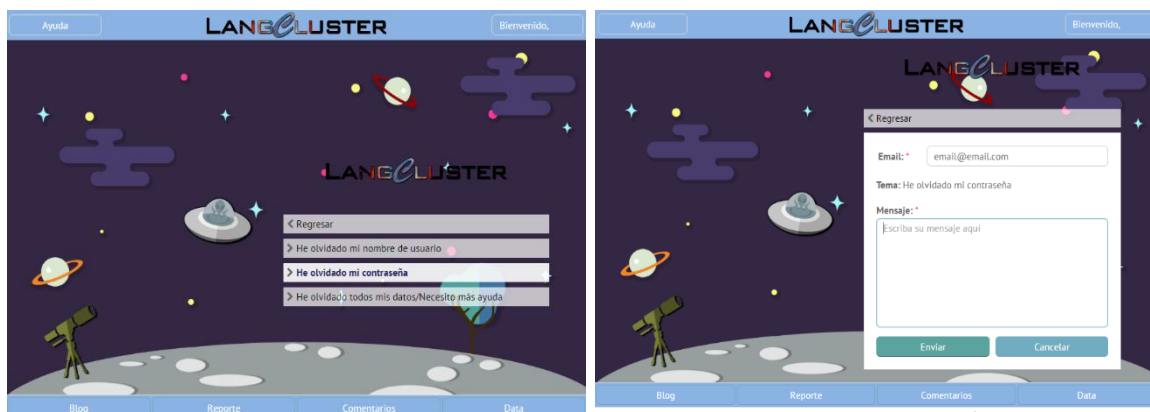 Ayuda
LANGCLUSTER
Bienvenido,
LANGCLUSTER
Regresar
He olvidado mi nombre de usuario
He olvidado mi contraseña
He olvidado todos mis datos/Necesito más ayuda
Blog
Reporte
Comentarios
Data
Ayuda
LANGCLUSTER
Bienvenido,
LANGCLUSTER
Regresar
Email: * email@email.com
Tema: He olvidado mi contraseña
Mensaje: *
Escriba su mensaje aquí
Enviar
Cancelar
Blog
Reporte
Comentarios
Data